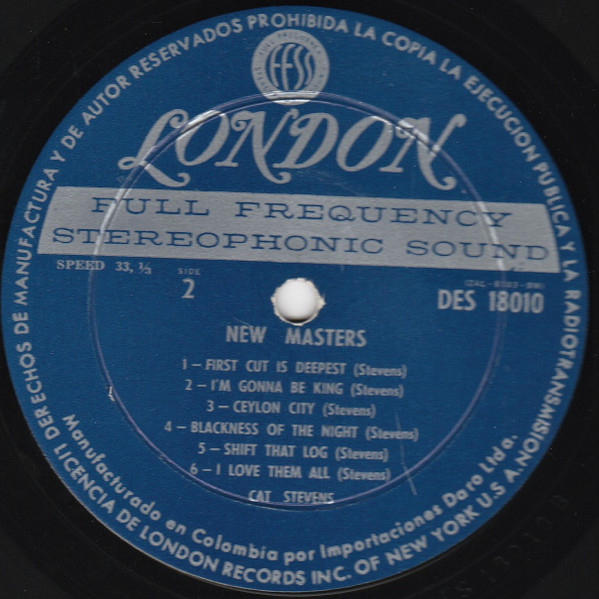 DERECHOS DE MANUFACTURA Y DE AUTOR RESERVADOS PROHIBIDA LA COPIA LA EJECUCION PUBLICA Y LA RADIOTRANSMISION
FFSS
LONDON
FULL FREQUENCY
STEREOPHONIC SOUND
SPEED 33, ⅓
SIDE
2
DES 18010
NEW MASTERS
1 – FIRST CUT IS DEEPEST (Stevens)
2 – I'M GONNA BE KING (Stevens)
3 – CEYLON CITY (Stevens)
4 – BLACKNESS OF THE NIGHT (Stevens)
5 – SHIFT THAT LOG (Stevens)
6 – I LOVE THEM ALL (Stevens)
CAT STEVENS
Manufacturado en Colombia por Importaciones Daro Ltda.
LICENCIA DE LONDON RECORDS INC. OF NEW YORK U.S A.